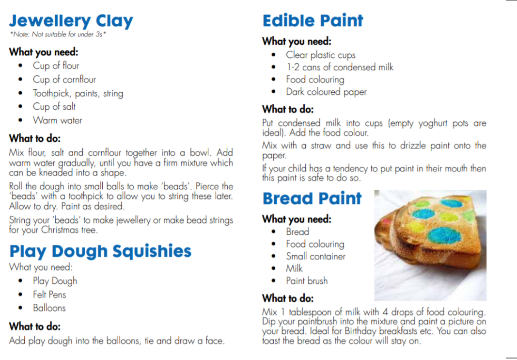 Jewellery Clay
*Note: Not suitable for under 3s*
What you need:
• Cup of flour
• Cup of cornflour
• Toothpick, paints, string
• Cup of salt
• Warm water
What to do:
Mix flour, salt and cornflour together into a bowl. Add
warm water gradually, until you have a firm mixture which
can be kneaded into a shape.
Roll the dough into small balls to make 'beads'. Pierce the
'beads' with a toothpick to allow you to string these later.
Allow to dry. Paint as desired.
String your 'beads' to make jewellery or make bead strings
for your Christmas tree.
Play Dough Squishies
What you need:
• Play Dough
• Felt Pens
• Balloons
What to do:
Add play dough into the balloons, tie and draw a face.
Edible Paint
What you need:
• Clear plastic cups
• 1-2 cans of condensed milk
• Food colouring
• Dark coloured paper
What to do:
Put condensed milk into cups (empty yoghurt pots are
ideal). Add the food colour.
Mix with a straw and use this to drizzle paint onto the
paper.
If your child has a tendency to put paint in their mouth then
this paint is safe to do so.
Bread Paint
What you need:
• Bread
• Food colouring
• Small container
• Milk
• Paint brush
What to do:
Mix 1 tablespoon of milk with 4 drops of food colouring.
Dip your paintbrush into the mixture and paint a picture on
your bread. Ideal for Birthday breakfasts etc. You can also
toast the bread as the colour will stay on.